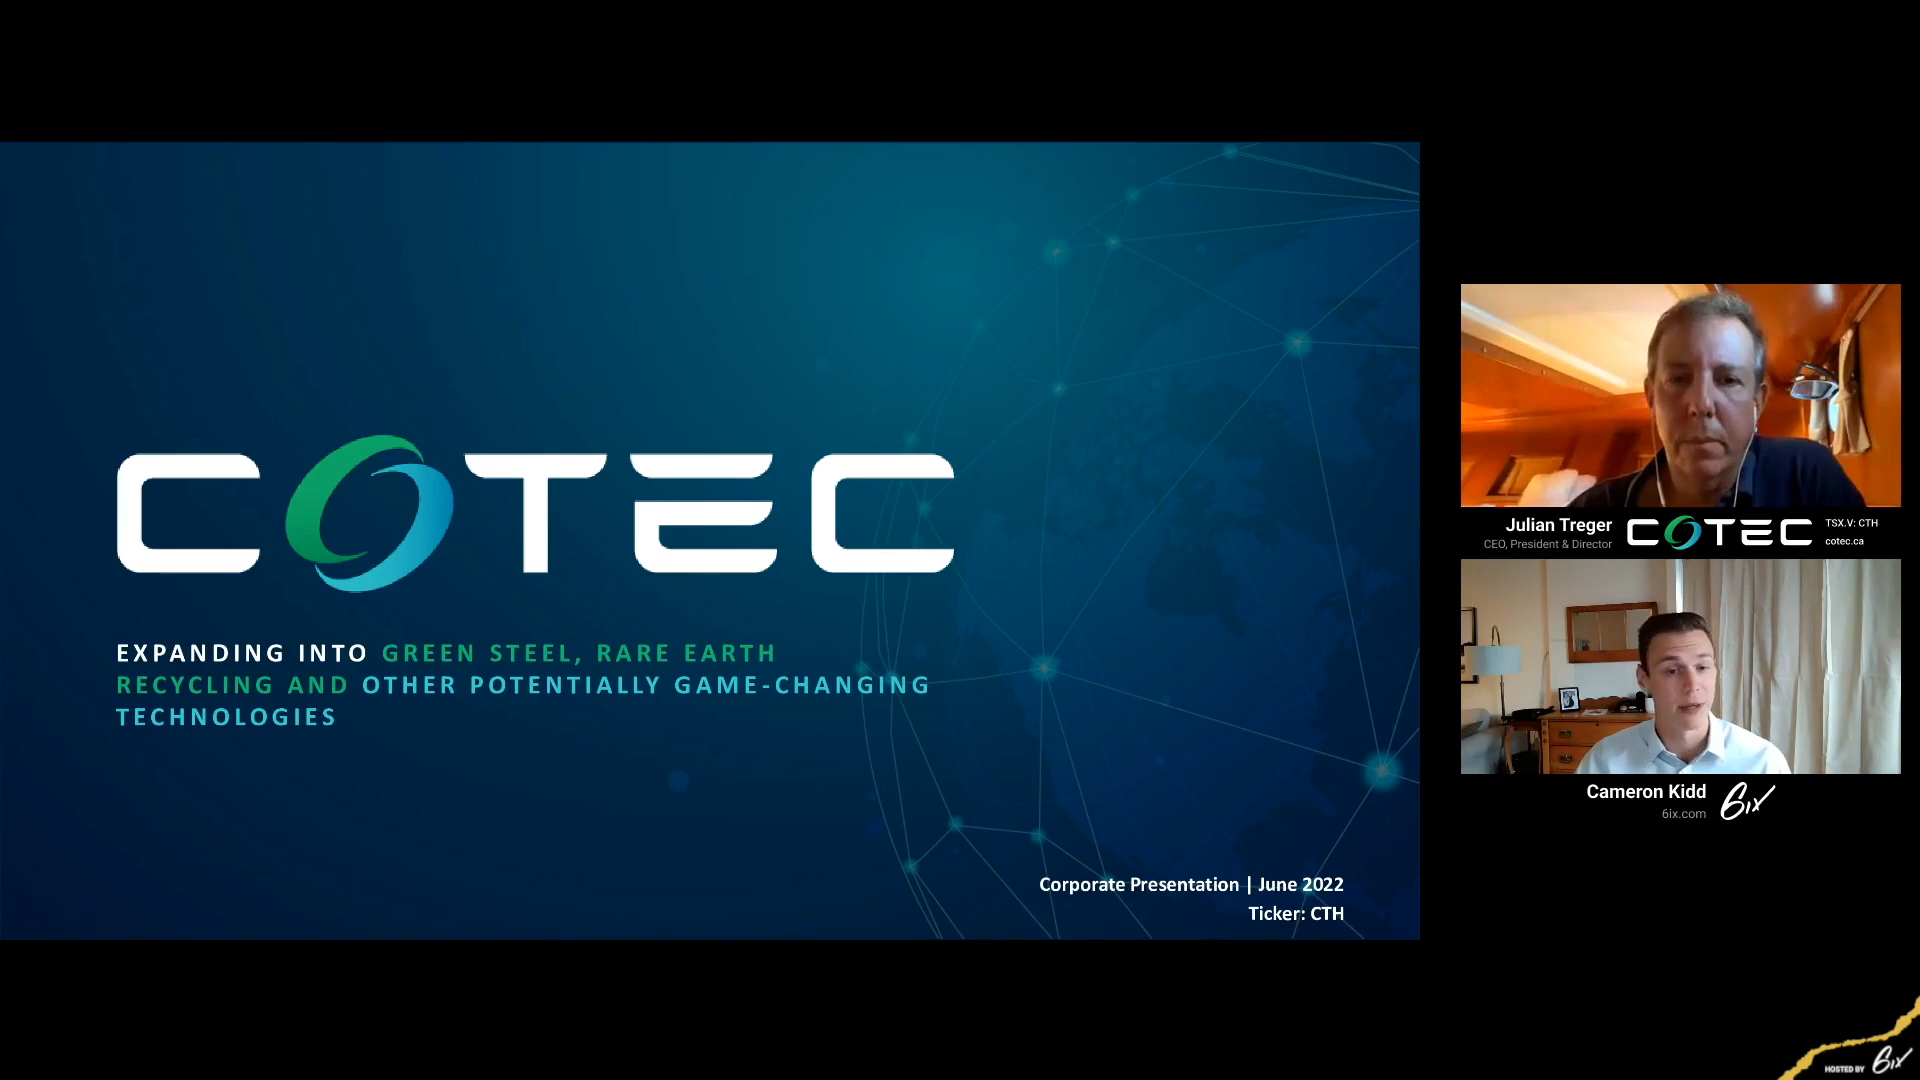 COTEC
EXPANDING INTO GREEN STEEL, RARE EARTH
RECYCLING AND OTHER POTENTIALLY GAME-CHANGING
TECHNOLOGIES
Corporate Presentation | June 2022
Ticker: CTH
Julian Treger
CEO, President & Director
COTEC
TSX.V: CTH
cotec.ca
Cameron Kidd
6ix.com
6ix
HOSTED BY 6ix